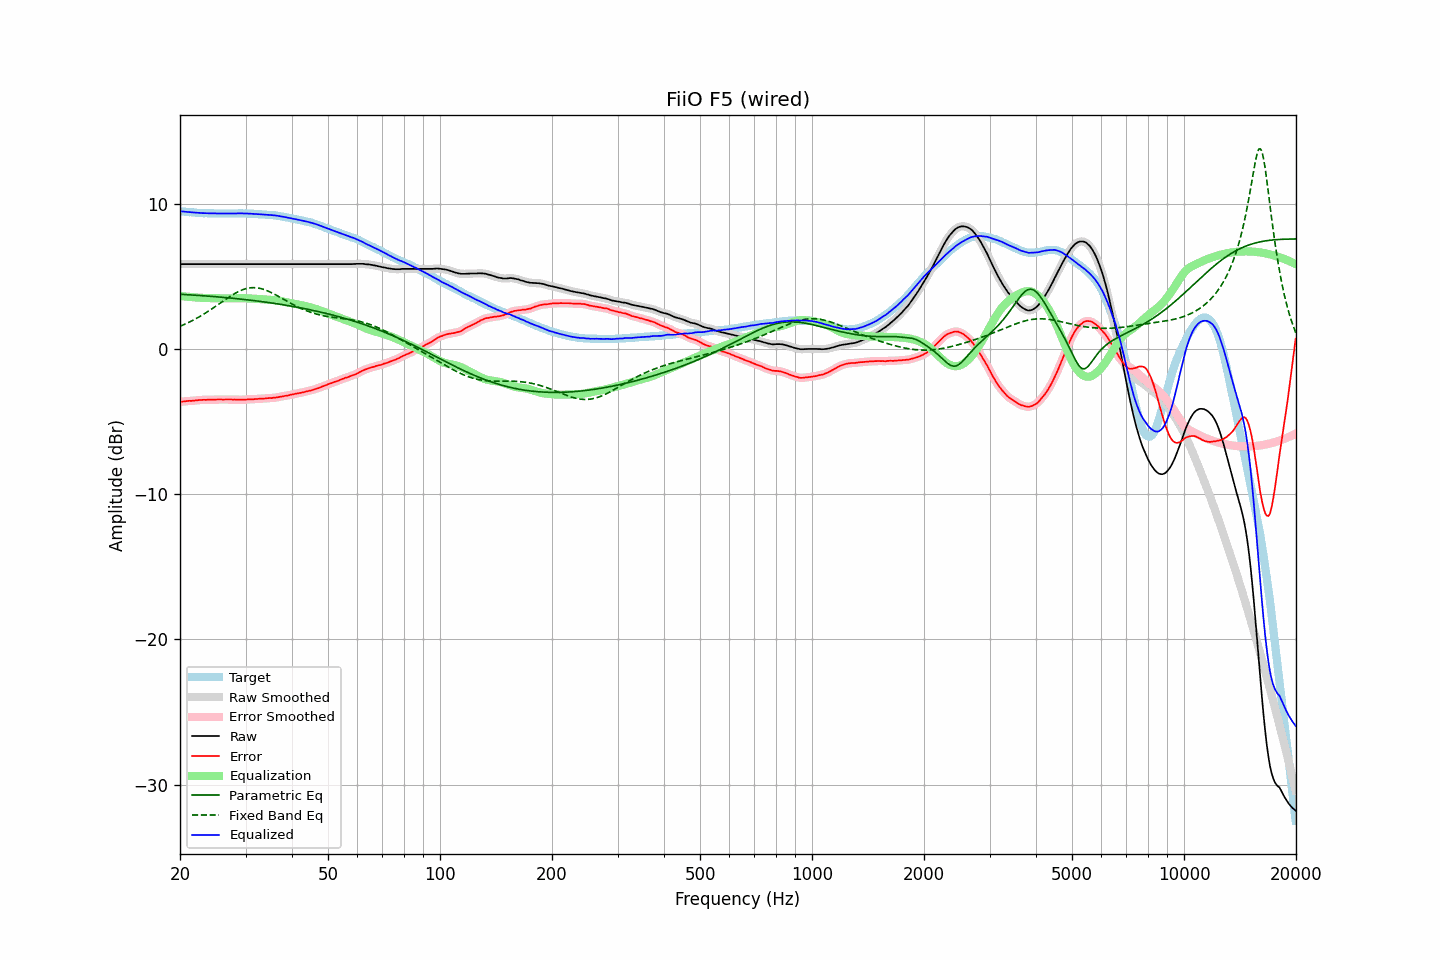 FiiO F5 (wired)
10
0
−10
−20
−30
Amplitude (dBr)
Target
Raw Smoothed
Error Smoothed
Raw
Error
Equalization
Parametric Eq
Fixed Band Eq
Equalized
20 50 100 200 500 1000 2000 5000 10000 20000
Frequency (Hz)